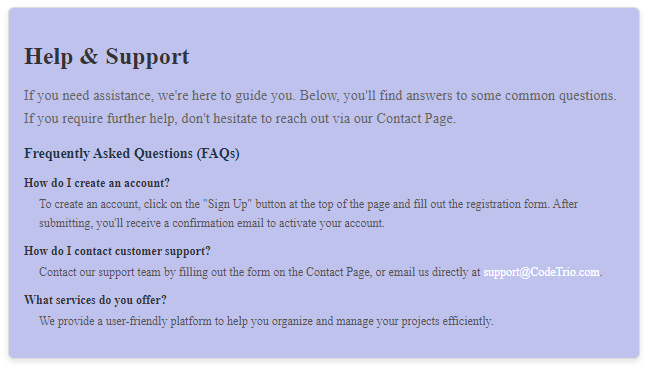 Help & Support
If you need assistance, we're here to guide you. Below, you'll find answers to some common questions.
If you require further help, don't hesitate to reach out via our Contact Page.
Frequently Asked Questions (FAQs)
How do I create an account?
To create an account, click on the "Sign Up" button at the top of the page and fill out the registration form. After
submitting, you'll receive a confirmation email to activate your account.
How do I contact customer support?
Contact our support team by filling out the form on the Contact Page, or email us directly at support@CodeTrio.com.
What services do you offer?
We provide a user-friendly platform to help you organize and manage your projects efficiently.